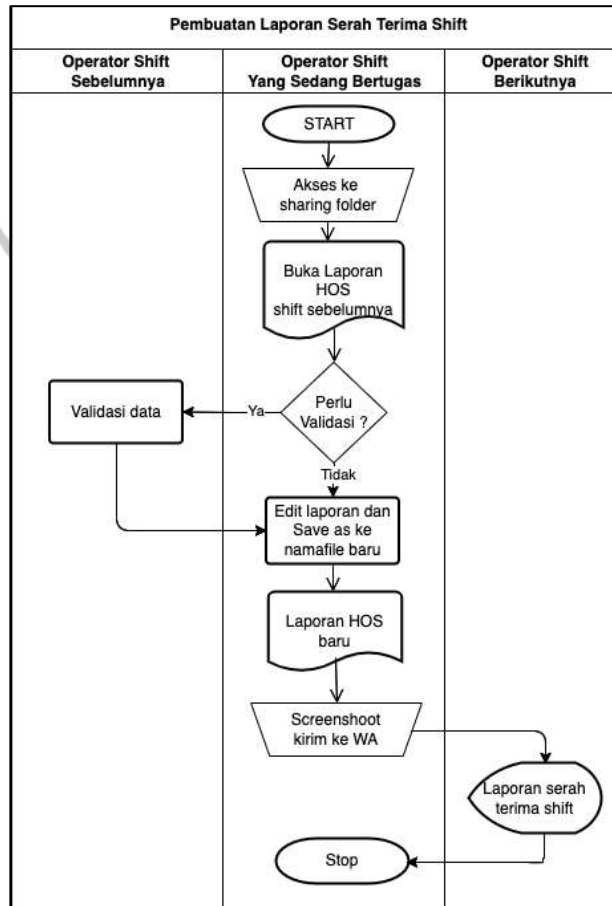 Pembuatan Laporan Serah Terima Shift
Operator Shift
Sebelumnya
Operator Shift
Yang Sedang Bertugas
Operator Shift
Berikutnya
START
Akses ke
sharing folder
Buka Laporan
HOS
shift sebelumnya
Perlu
Validasi ?
Ya
Validasi data
Tidak
Edit laporan dan
Save as ke
namafile baru
Laporan HOS
baru
Screenshoot
kirim ke WA
Laporan serah
terima shift
Stop